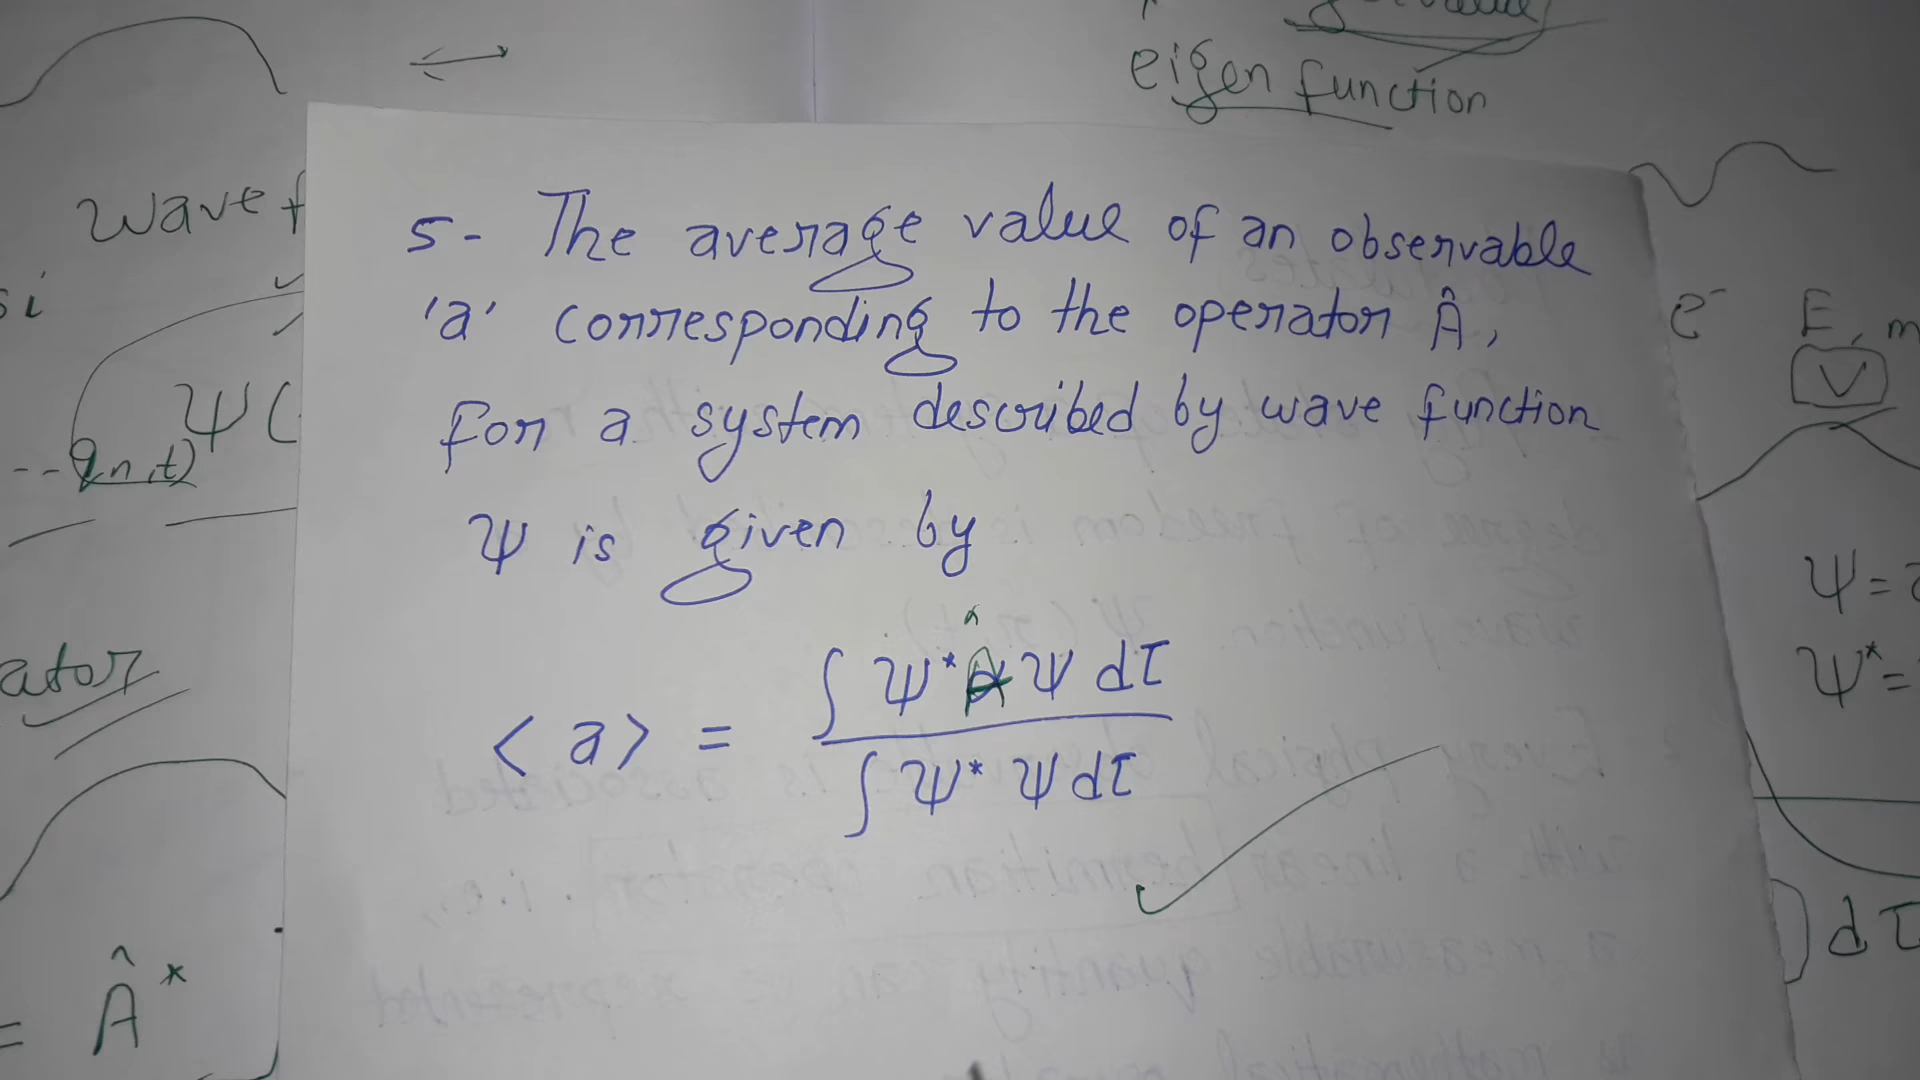 eigen function
wave f
5- The average value of an observable
'a' corresponding to the operator Â,
for a system described by wave function
Ψ is given by
<a> = ∫ Ψ* Â Ψ dτ / ∫ Ψ* Ψ dτ
si
Ψ(
ator
= Â*
e⁻ E, m
V
Ψ =
Ψ* =
) dτ